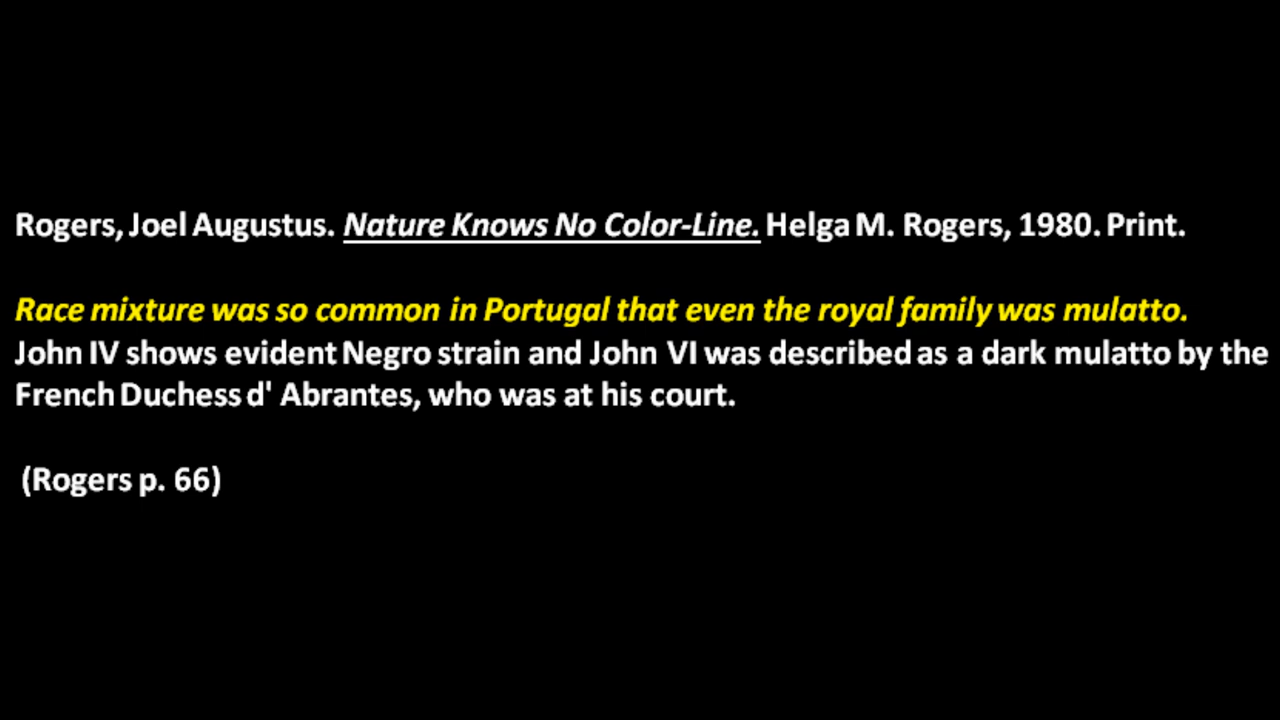 Rogers, Joel Augustus. Nature Knows No Color-Line. Helga M. Rogers, 1980. Print.
Race mixture was so common in Portugal that even the royal family was mulatto.
John IV shows evident Negro strain and John VI was described as a dark mulatto by the
French Duchess d' Abrantes, who was at his court.
(Rogers p. 66)